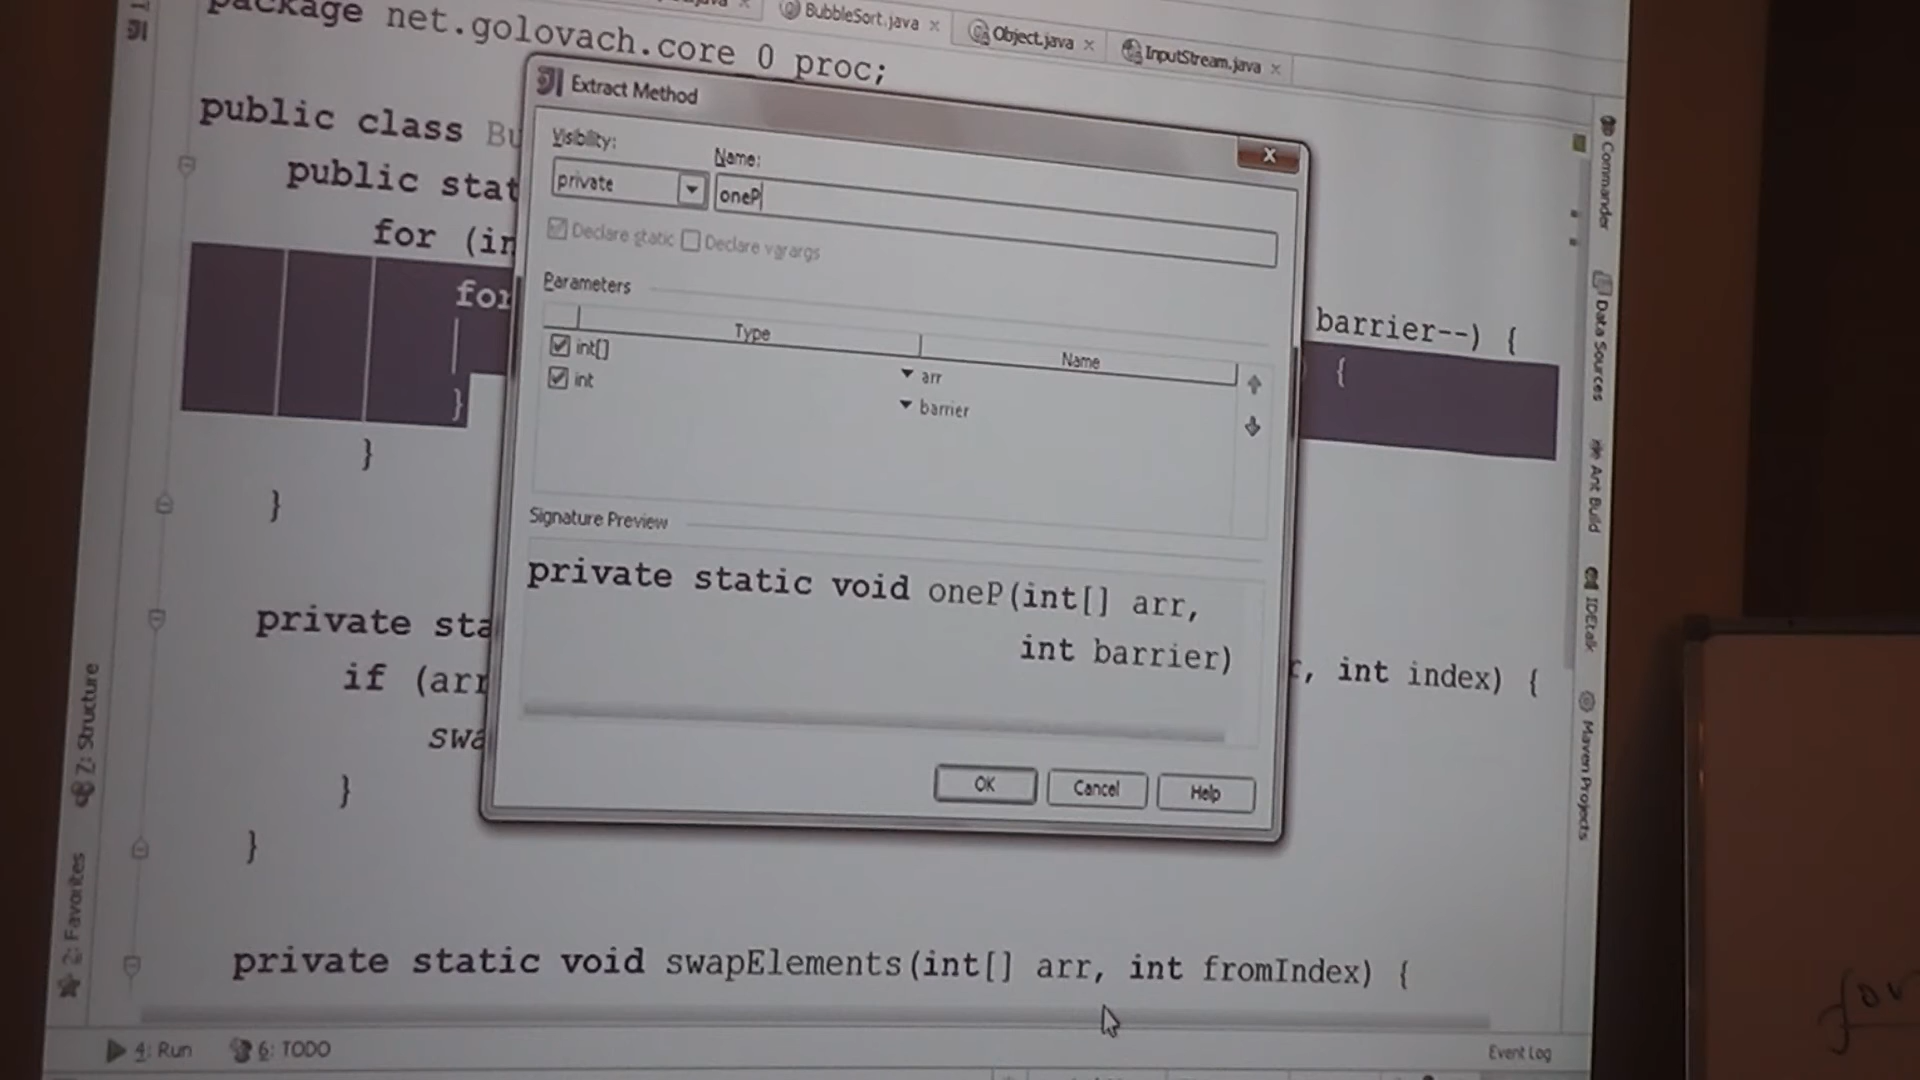 BubbleSort.java
Object.java
InputStream.java
package net.golovach.core 0 proc;
public class Bu
public stat
for (in
barrier--) {
for
{
}
}
}
private sta
r, int index) {
if (arr
swa
}
}
private static void swapElements(int[] arr, int fromIndex) {
Extract Method
Visibility:
Name:
private
oneP
Declare static
Declare varargs
Parameters
Type
Name
int[]
arr
int
barrier
Signature Preview
private static void oneP(int[] arr,
int barrier)
OK
Cancel
Help
Commander
Data Sources
Ant Build
IDEtalk
Maven Projects
Z: Structure
2: Favorites
4: Run
6: TODO
Event Log
for